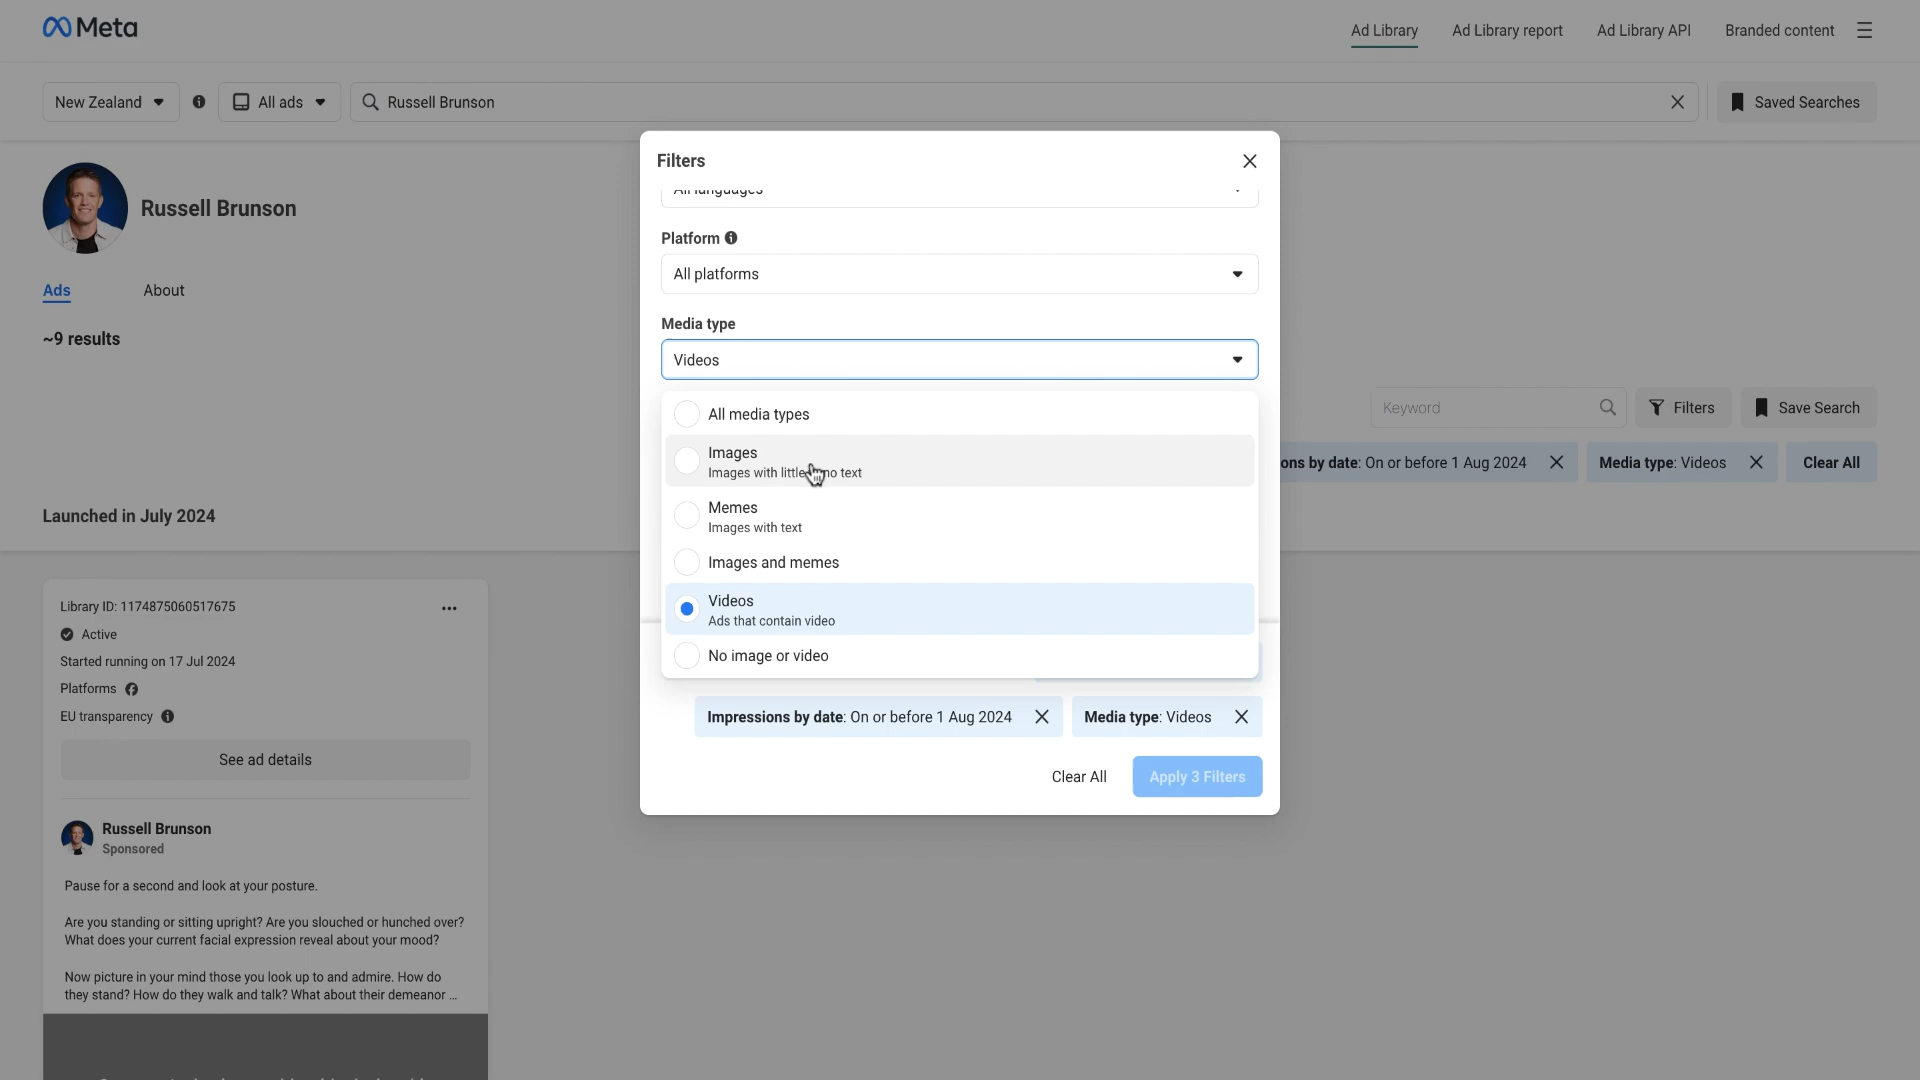 Meta
Ad Library
Ad Library report
Ad Library API
Branded content
New Zealand
All ads
Russell Brunson
Saved Searches
Russell Brunson
Ads
About
~9 results
Keyword
Filters
Save Search
ons by date: On or before 1 Aug 2024
Media type: Videos
Clear All
Launched in July 2024
Library ID: 1174875060517675
Active
Started running on 17 Jul 2024
Platforms
EU transparency
See ad details
Russell Brunson
Sponsored
Pause for a second and look at your posture.
Are you standing or sitting upright? Are you slouched or hunched over?
What does your current facial expression reveal about your mood?
Now picture in your mind those you look up to and admire. How do
they stand? How do they walk and talk? What about their demeanor ...
Filters
All languages
Platform
All platforms
Media type
Videos
All media types
Images
Images with little no text
Memes
Images with text
Images and memes
Videos
Ads that contain video
No image or video
Impressions by date: On or before 1 Aug 2024
Media type: Videos
Clear All
Apply 3 Filters